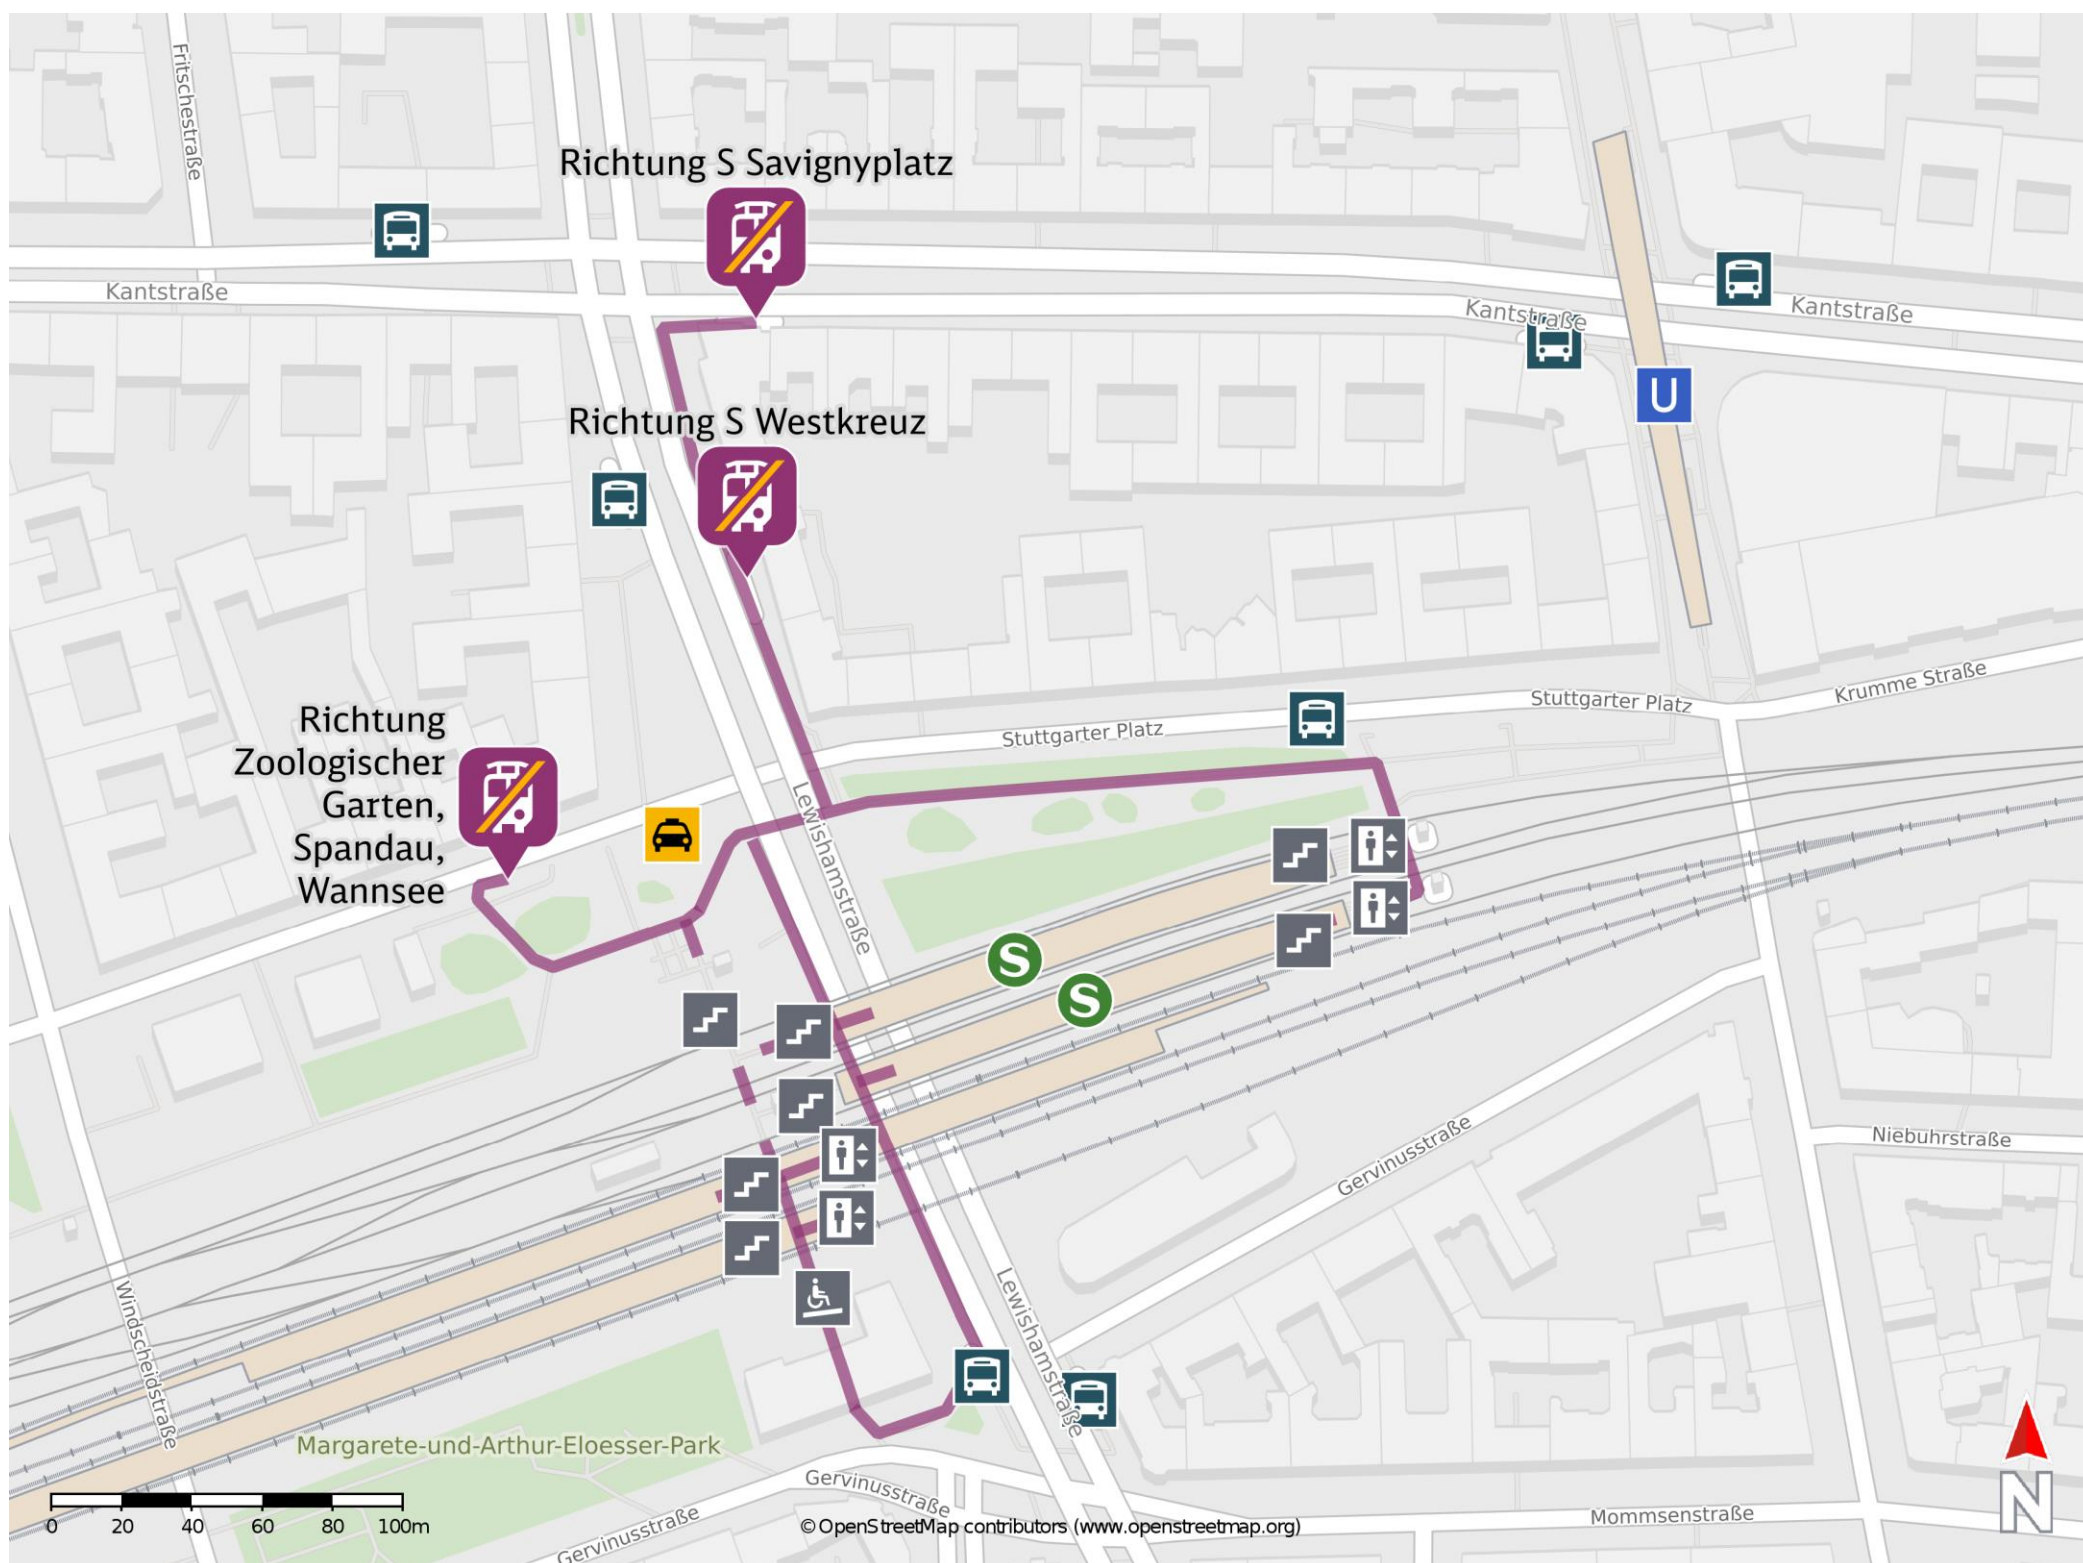 Fritschestraße
Richtung S Savignyplatz
Kantstraße
Kantstraße
Kantstraße
Richtung S Westkreuz
U
Krumme Straße
Stuttgarter Platz
Stuttgarter Platz
Richtung
Zoologischer
Garten,
Spandau,
Wannsee
Lewishamstraße
S
S
Niebuhrstraße
Gervinusstraße
Windscheidstraße
Lewishamstraße
Margarete-und-Arthur-Eloesser-Park
Gervinusstraße
Gervinusstraße
Mommsenstraße
0 20 40 60 80 100m
© OpenStreetMap contributors (www.openstreetmap.org)
N